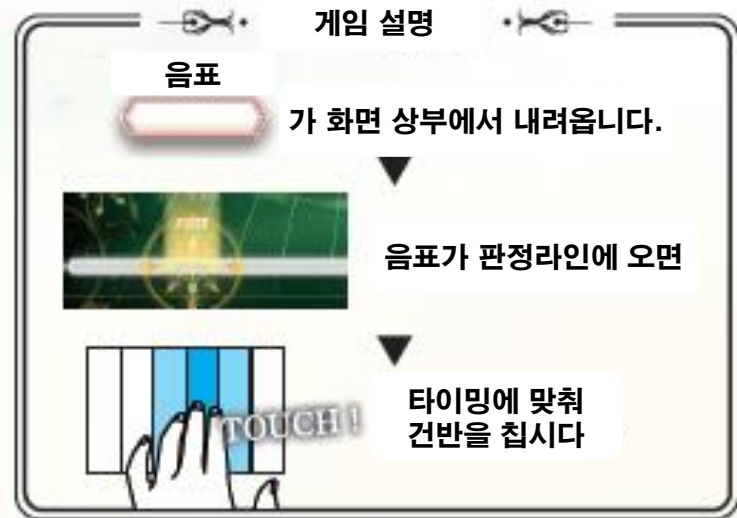 게임 설명
음표
가 화면 상부에서 내려옵니다.
음표가 판정라인에 오면
TOUCH !
타이밍에 맞춰
건반을 칩시다